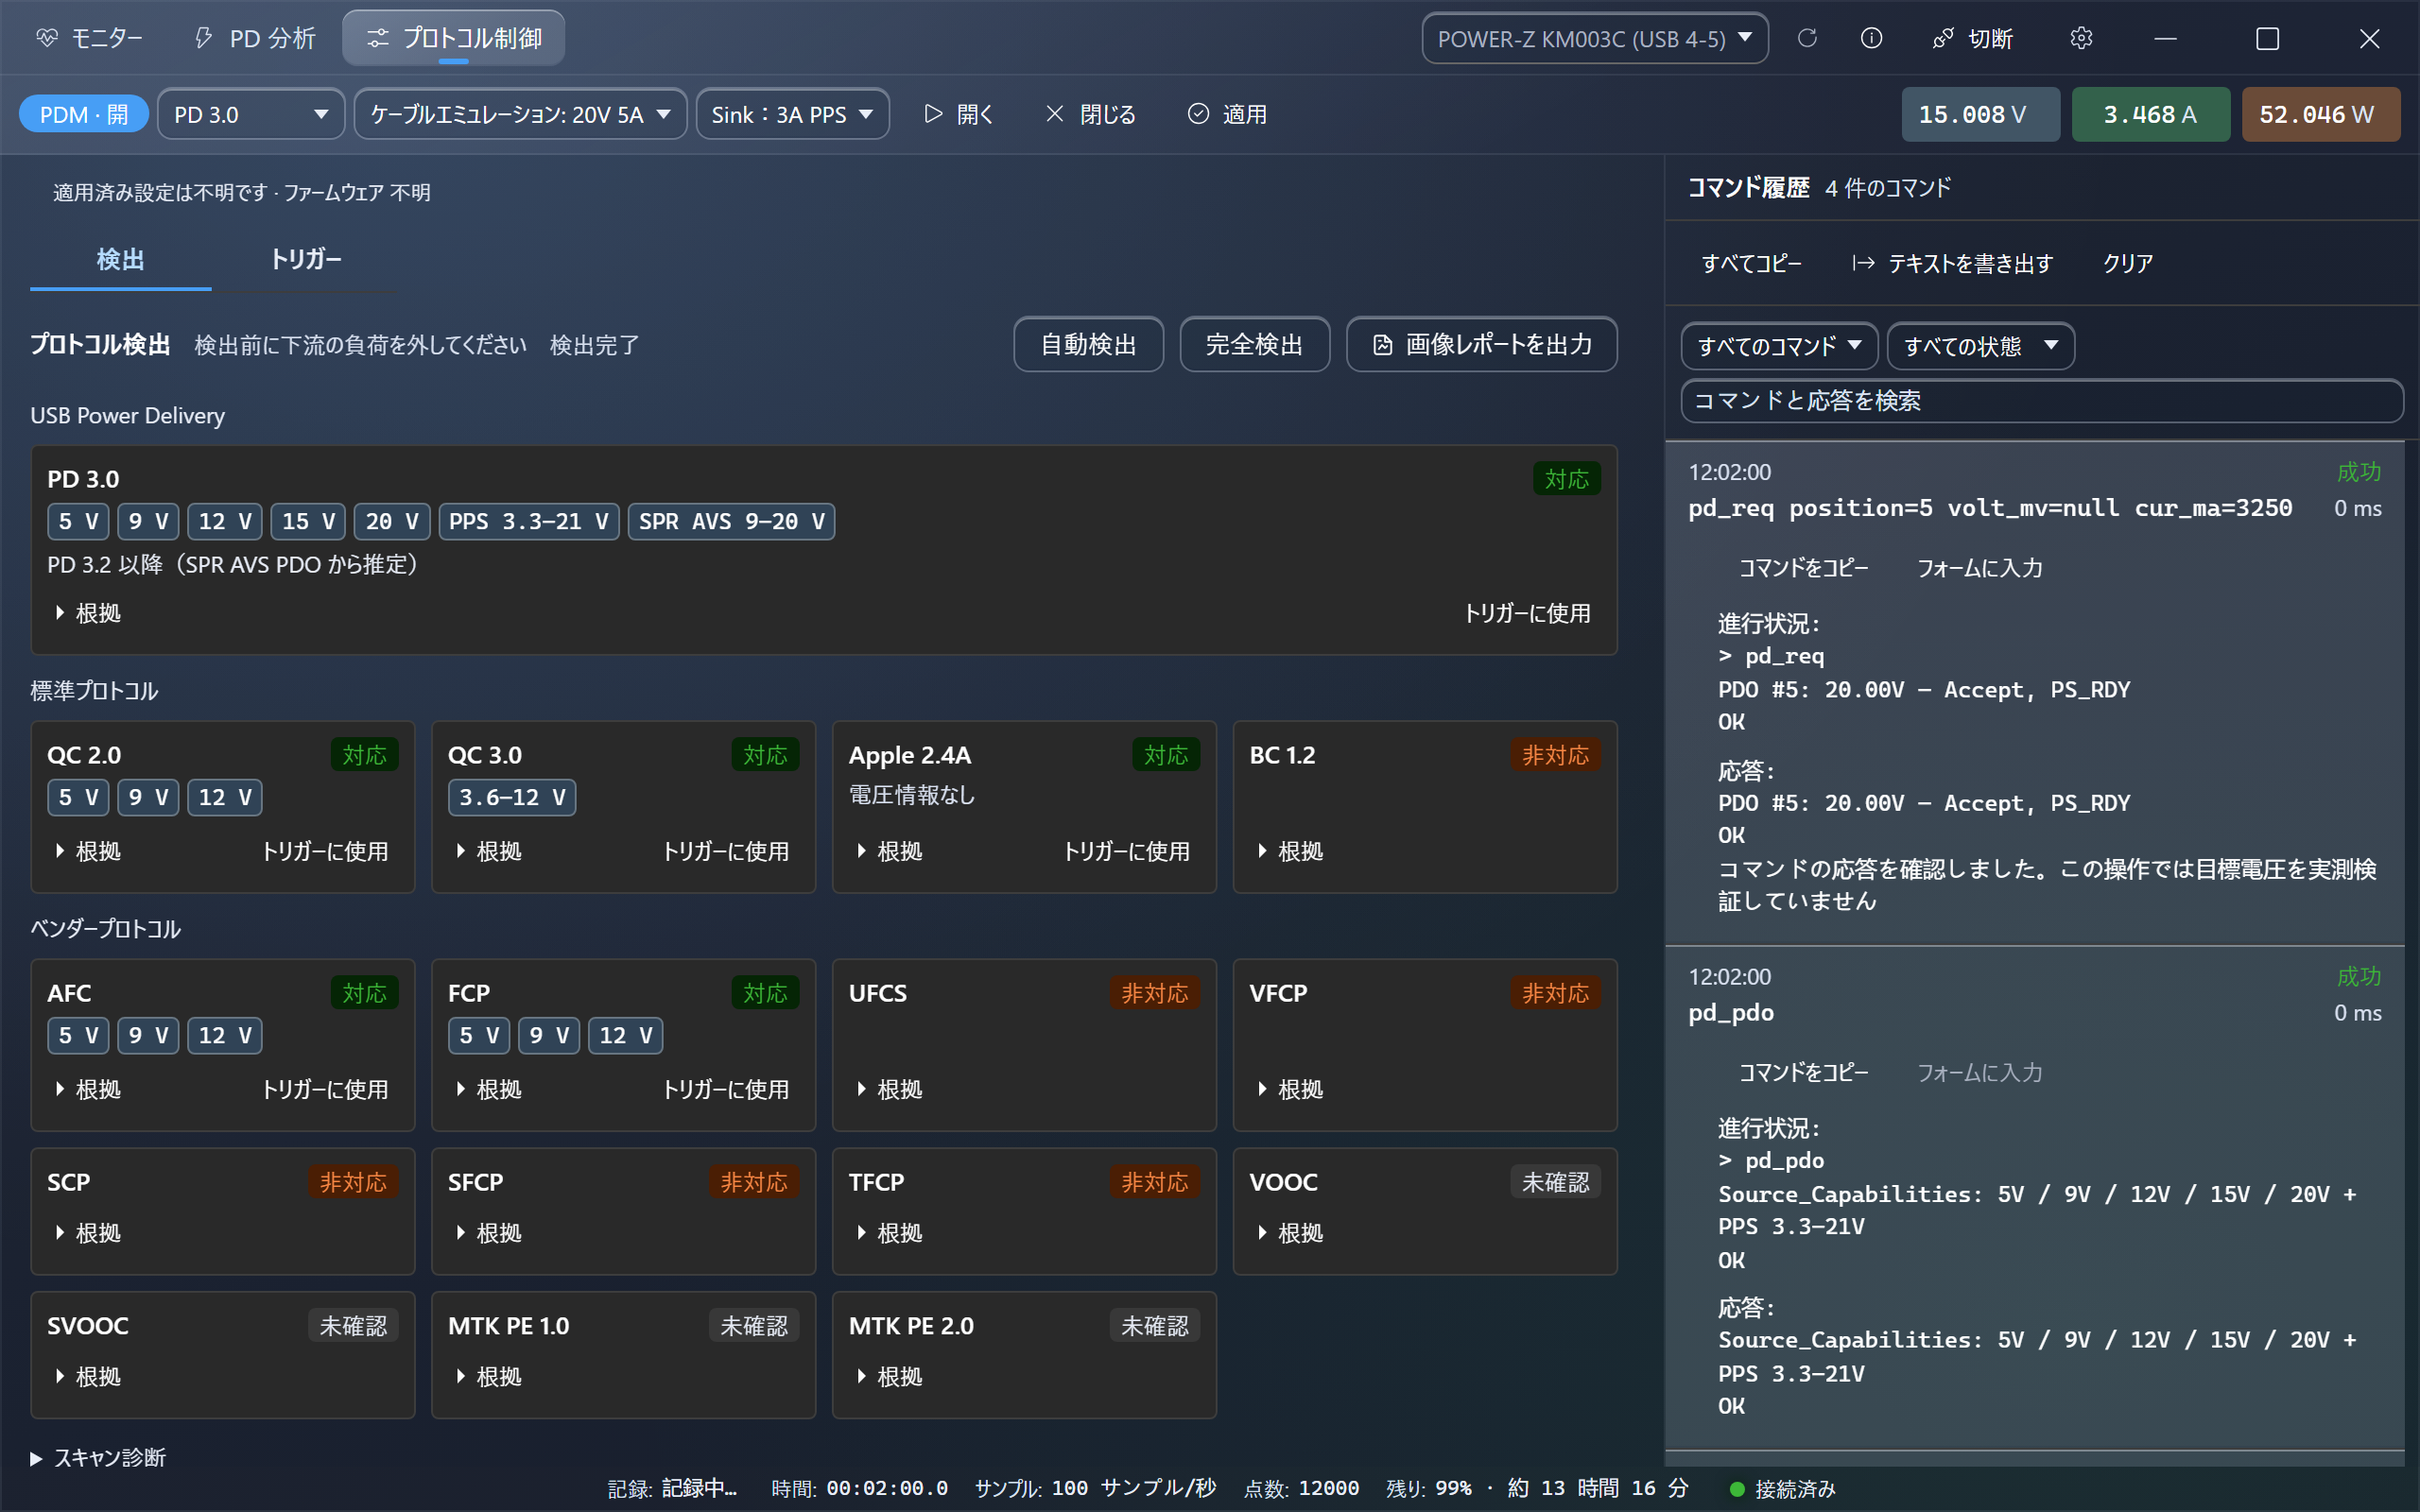 モニター
PD 分析
プロトコル制御
POWER-Z KM003C (USB 4-5)
切断
PDM · 開
PD 3.0
ケーブルエミュレーション: 20V 5A
Sink：3A PPS
開く
閉じる
適用
15.008 V
3.468 A
52.046 W
適用済み設定は不明です · ファームウェア 不明
検出
トリガー
プロトコル検出 検出前に下流の負荷を外してください 検出完了
自動検出
完全検出
画像レポートを出力
USB Power Delivery
PD 3.0
対応
5 V 9 V 12 V 15 V 20 V PPS 3.3–21 V SPR AVS 9–20 V
PD 3.2 以降（SPR AVS PDO から推定）
根拠
トリガーに使用
標準プロトコル
QC 2.0
対応
5 V 9 V 12 V
根拠
トリガーに使用
QC 3.0
対応
3.6–12 V
根拠
トリガーに使用
Apple 2.4A
対応
電圧情報なし
根拠
トリガーに使用
BC 1.2
非対応
根拠
ベンダープロトコル
AFC
対応
5 V 9 V 12 V
根拠
トリガーに使用
FCP
対応
5 V 9 V 12 V
根拠
トリガーに使用
UFCS
非対応
根拠
VFCP
非対応
根拠
SCP
非対応
根拠
SFCP
非対応
根拠
TFCP
非対応
根拠
VOOC
未確認
根拠
SVOOC
未確認
根拠
MTK PE 1.0
未確認
根拠
MTK PE 2.0
未確認
根拠
スキャン診断
コマンド履歴 4 件のコマンド
すべてコピー
テキストを書き出す
クリア
すべてのコマンド
すべての状態
コマンドと応答を検索
12:02:00
成功
pd_req position=5 volt_mv=null cur_ma=3250
0 ms
コマンドをコピー
フォームに入力
進行状況:
> pd_req
PDO #5: 20.00V — Accept, PS_RDY
OK
応答:
PDO #5: 20.00V — Accept, PS_RDY
OK
コマンドの応答を確認しました。この操作では目標電圧を実測検
証していません
12:02:00
成功
pd_pdo
0 ms
コマンドをコピー
フォームに入力
進行状況:
> pd_pdo
Source_Capabilities: 5V / 9V / 12V / 15V / 20V +
PPS 3.3–21V
OK
応答:
Source_Capabilities: 5V / 9V / 12V / 15V / 20V +
PPS 3.3–21V
OK
記録: 記録中… 時間: 00:02:00.0 サンプル: 100 サンプル/秒 点数: 12000 残り: 99% · 約 13 時間 16 分 接続済み